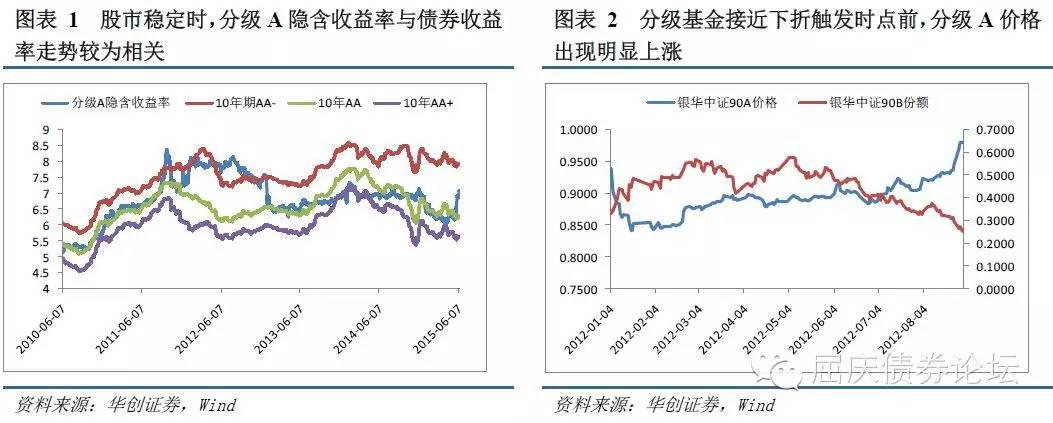 图表 1 股市稳定时,分级 A 隐含收益率与债券收益
率走势较为相关
分级A隐含收益率 10年期AA- 10年AA 10年AA+
9
8.5
8
7.5
7
6.5
6
5.5
5
4.5
4
2010-06-07 2011-06-07 2012-06-07 2013-06-07 2014-06-07 2015-06-07
资料来源：华创证券，Wind
图表 2 分级基金接近下折触发时点前,分级 A 价格
出现明显上涨
银华中证90A价格 银华中证90B份额
1.0000 0.7000
0.9500 0.6000
0.9000 0.5000
0.8500 0.4000
0.8000 0.3000
0.7500 0.2000
0.1000
0.0000
2012-01-04 2012-02-04 2012-03-04 2012-04-04 2012-05-04 2012-06-04 2012-07-04 2012-08-04
屈庆债券论坛
资料来源：华创证券，Wind